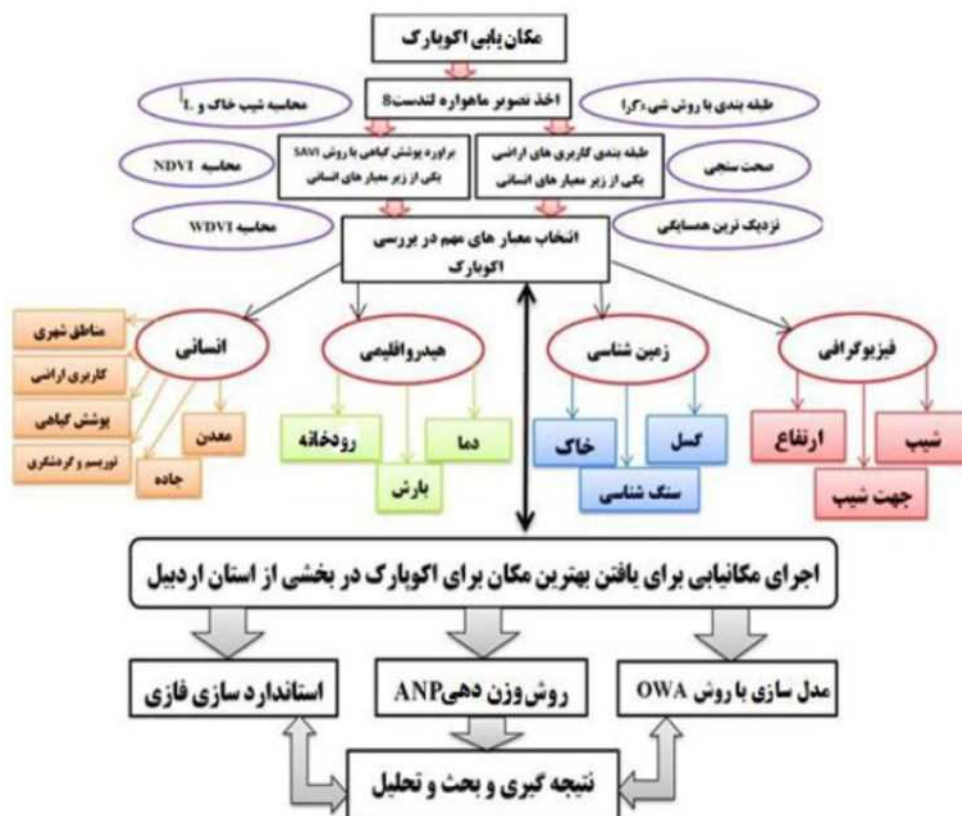 مکان یابی اکوپارک
اخذ تصویر ماهواره لندست8
طبقه بندی با روش شیءگرا
محاسبه شیب خاک و L
طبقه بندی کاربری های اراضی
یکی از زیر معیار های انسانی
براورد پوشش گیاهی با روش SAVI
یکی از زیر معیار های انسانی
صحت سنجی
محاسبه NDVI
نزدیک ترین همسایگی
محاسبه WDVI
انتخاب معیار های مهم در بررسی
اکوپارک
فیزیوگرافی
زمین شناسی
هیدرواقلیمی
انسانی
شیب
ارتفاع
جهت شیب
گسل
خاک
سنگ شناسی
دما
رودخانه
بارش
مناطق شهری
کاربری اراضی
پوشش گیاهی
توریسم و گردشگری
معدن
جاده
اجرای مکانیابی برای یافتن بهترین مکان برای اکوپارک در بخشی از استان اردبیل
مدل سازی با روش OWA
روش وزن دهیANP
استاندارد سازی فازی
نتیجه گیری و بحث و تحلیل